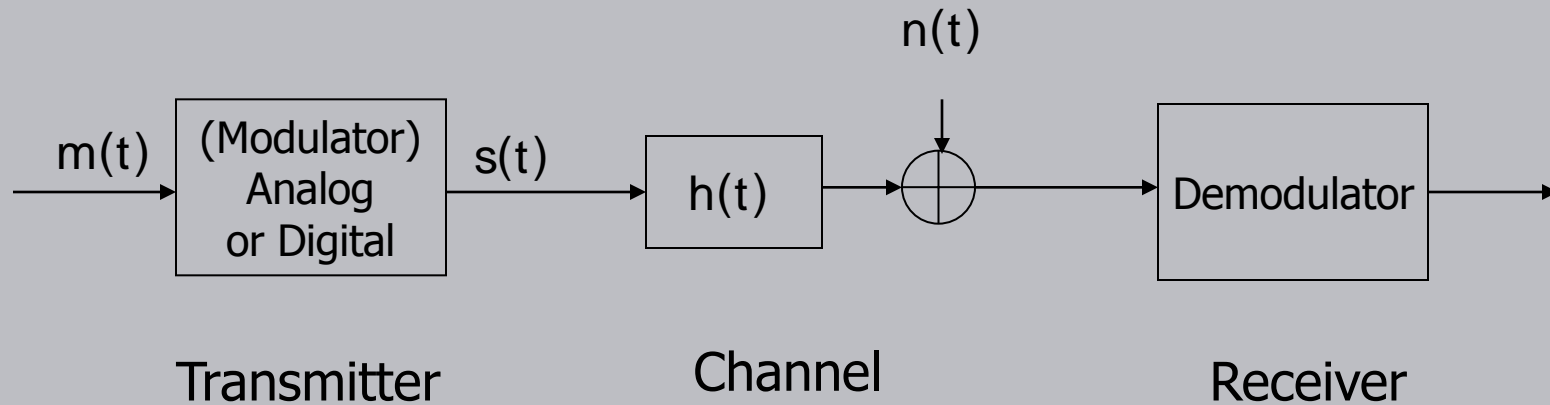 n(t)
m(t)
(Modulator)
Analog
or Digital
s(t)
h(t)
Demodulator
Transmitter
Channel
Receiver